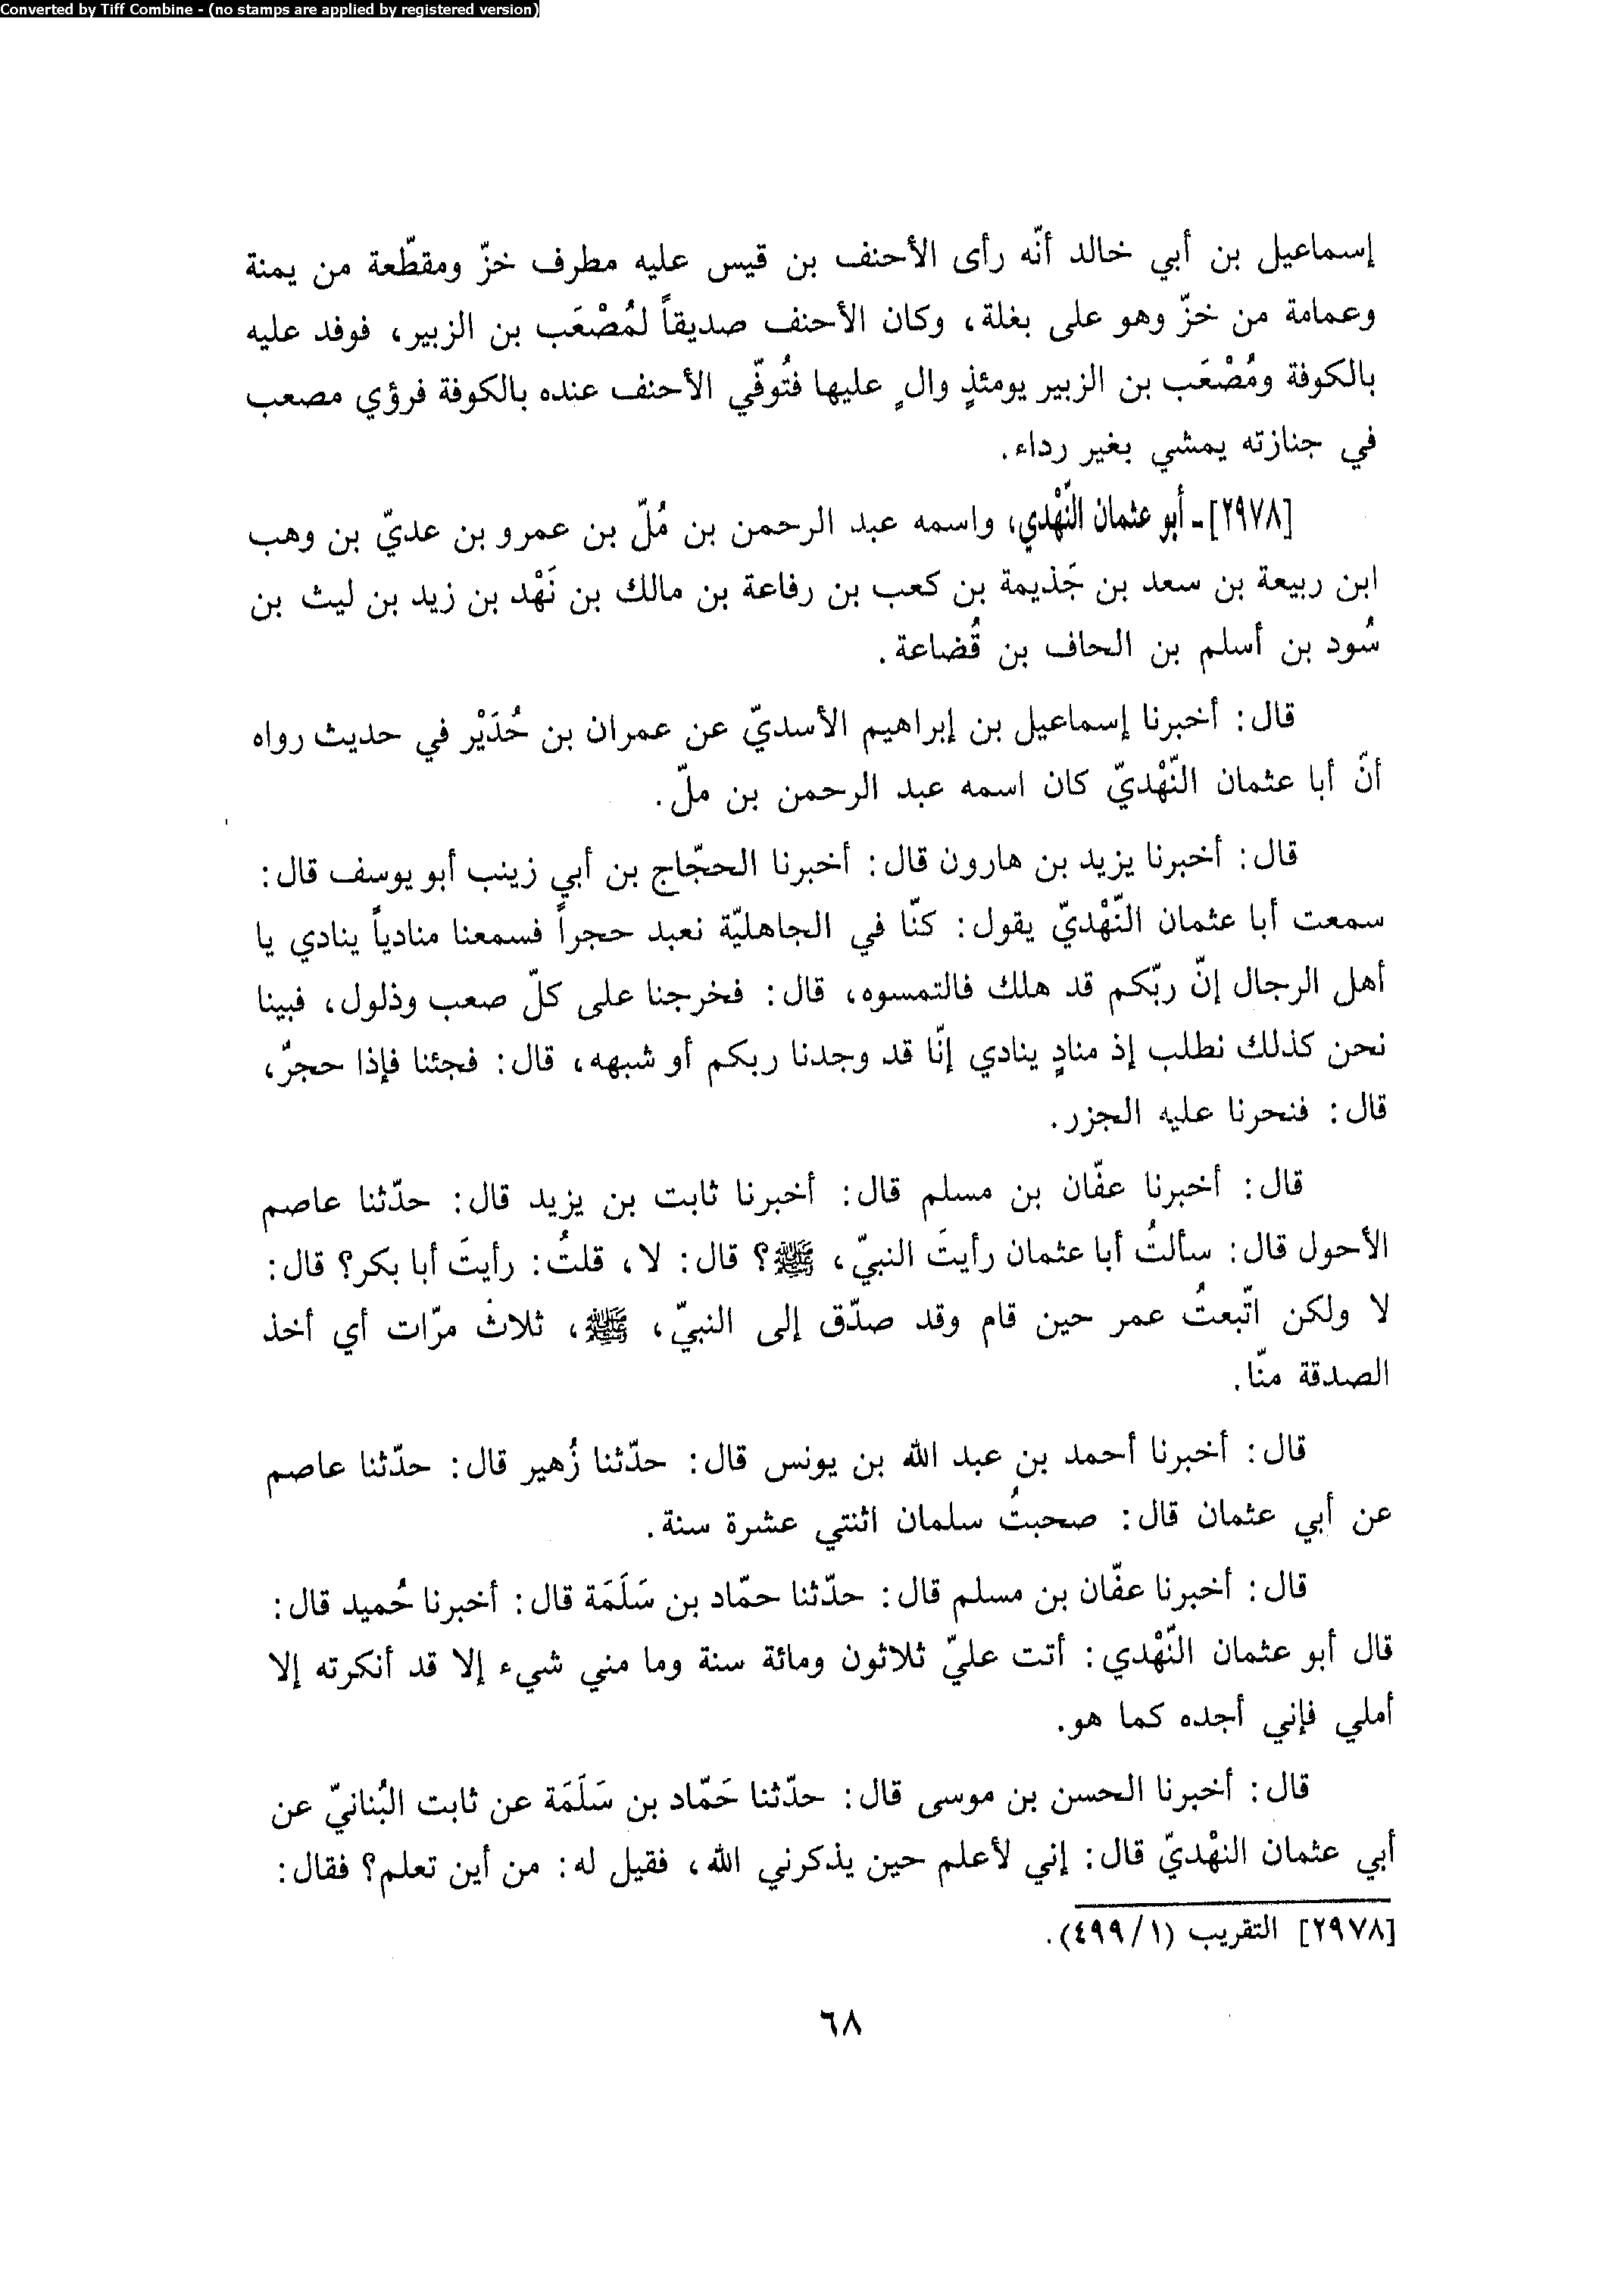 Converted by Tiff Combine - (no stamps are applied by registered version)
إسماعيل بن أبي خالد أنّه رأى الأحنف بن قيس عليه مطرف خزّ ومقطّعة من يمنة
وعمامة من خزّ وهو على بغلة، وكان الأحنف صديقاً لمُصْعَب بن الزبير، فوفد عليه
بالكوفة ومُصْعَب بن الزبير يومئذٍ والٍ عليها فتُوفّي الأحنف عنده بالكوفة فرؤي مصعب
في جنازته يمشي بغير رداء.
[٢٩٧٨] ـ أبو عثمان النّهْدي، واسمه عبد الرحمن بن مُلّ بن عمرو بن عديّ بن وهب
ابن ربيعة بن سعد بن جَذيمة بن كعب بن رفاعة بن مالك بن نَهْد بن زيد بن ليث بن
سُود بن أسلم بن الحاف بن قُضاعة.
قال: أخبرنا إسماعيل بن إبراهيم الأسديّ عن عمران بن حُدَيْر في حديث رواه
أنّ أبا عثمان النّهْديّ كان اسمه عبد الرحمن بن ملّ.
قال: أخبرنا يزيد بن هارون قال: أخبرنا الحجّاج بن أبي زينب أبو يوسف قال:
سمعت أبا عثمان النّهْديّ يقول: كنّا في الجاهليّة نعبد حجراً فسمعنا منادياً ينادي يا
أهل الرجال إنّ ربّكم قد هلك فالتمسوه، قال: فخرجنا على كلّ صعب وذلول، فبينا
نحن كذلك نطلب إذ منادٍ ينادي إنّا قد وجدنا ربكم أو شبهه، قال: فجئنا فإذا حجرٌ،
قال: فنحرنا عليه الجزر.
قال: أخبرنا عفّان بن مسلم قال: أخبرنا ثابت بن يزيد قال: حدّثنا عاصم
الأحول قال: سألتُ أبا عثمان رأيتَ النبيّ، ﷺ؟ قال: لا، قلتُ: رأيتَ أبا بكر؟ قال:
لا ولكن اتّبعتُ عمر حين قام وقد صدّق إلى النبيّ، ﷺ، ثلاث مرّات أي أخذ
الصدقة منّا.
قال: أخبرنا أحمد بن عبد الله بن يونس قال: حدّثنا زُهير قال: حدّثنا عاصم
عن أبي عثمان قال: صحبتُ سلمان اثنتي عشرة سنة.
قال: أخبرنا عفّان بن مسلم قال: حدّثنا حمّاد بن سَلَمَة قال: أخبرنا حُميد قال:
قال أبو عثمان النّهْدي: أتت عليّ ثلاثون ومائة سنة وما مني شيء إلا قد أنكرته إلا
أملي فإني أجده كما هو.
قال: أخبرنا الحسن بن موسى قال: حدّثنا حَمّاد بن سَلَمَة عن ثابت البُنانيّ عن
أبي عثمان النهْديّ قال: إني لأعلم حين يذكرني الله، فقيل له: من أين تعلم؟ فقال:
[٢٩٧٨] التقريب (١/ ٤٩٩).
٦٨